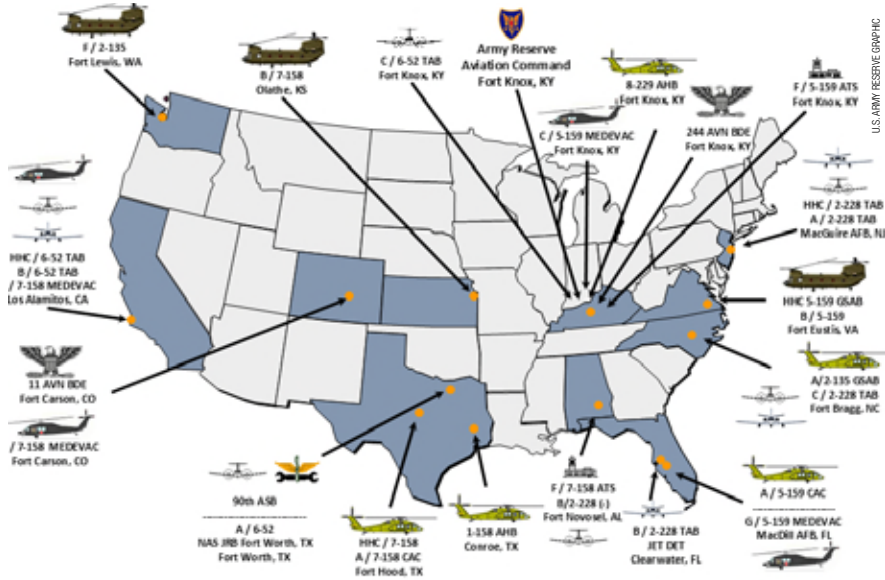 F / 2-135
Fort Lewis, WA
B / 7-158
Olathe, KS
C / 6-52 TAB
Fort Knox, KY
Army Reserve
Aviation Command
Fort Knox, KY
8-229 AHB
Fort Knox, KY
C / 5-159 MEDEVAC
Fort Knox, KY
244 AVN BDE
Fort Knox, KY
F / 5-159 ATS
Fort Knox, KY
U.S. ARMY RESERVE GRAPHIC
HHC / 6-52 TAB
B / 6-52 TAB
/ 7-158 MEDEVAC
Los Alamitos, CA
HHC / 2-228 TAB
A / 2-228 TAB
MacGuire AFB, NJ
HHC 5-159 GSAB
B / 5-159
Fort Eustis, VA
11 AVN BDE
Fort Carson, CO
/ 7-158 MEDEVAC
Fort Carson, CO
A/2-135 GSAB
C / 2-228 TAB
Fort Bragg, NC
90th ASB
A / 6-52
NAS JRB Fort Worth, TX
Fort Worth, TX
HHC / 7-158
A / 7-158 CAC
Fort Hood, TX
1-158 AHB
Conroe, TX
F / 7-158 ATS
B/2-228 (-)
Fort Novosel, AL
B / 2-228 TAB
JET DET
Clearwater, FL
A / 5-159 CAC
G / 5-159 MEDEVAC
MacDill AFB, FL